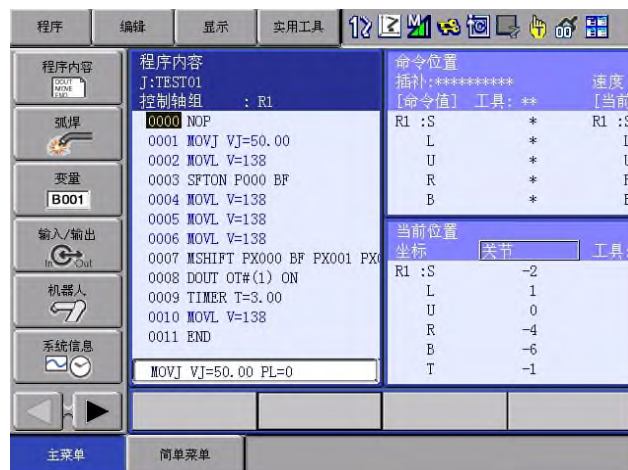 程序 编辑 显示 实用工具
程序内容
弧焊
变量
B001
输入/输出
In Out
机器人
系统信息
主菜单 简单菜单
程序内容
J:TEST01
控制轴组 : R1
0000 NOP
0001 MOVJ VJ=50.00
0002 MOVL V=138
0003 SFTON P000 BF
0004 MOVL V=138
0005 MOVL V=138
0006 MOVL V=138
0007 MSHIFT PX000 BF PX001 PX0
0008 DOUT OT#(1) ON
0009 TIMER T=3.00
0010 MOVL V=138
0011 END
MOVJ VJ=50.00 PL=0
命令位置
插补:********** 速度
[命令值] 工具: ** [当前
R1 :S * R1 :S
L *
U *
R *
B *
当前位置
坐标 关节 工具:
R1 :S -2
L 1
U 0
R -4
B -6
T -1